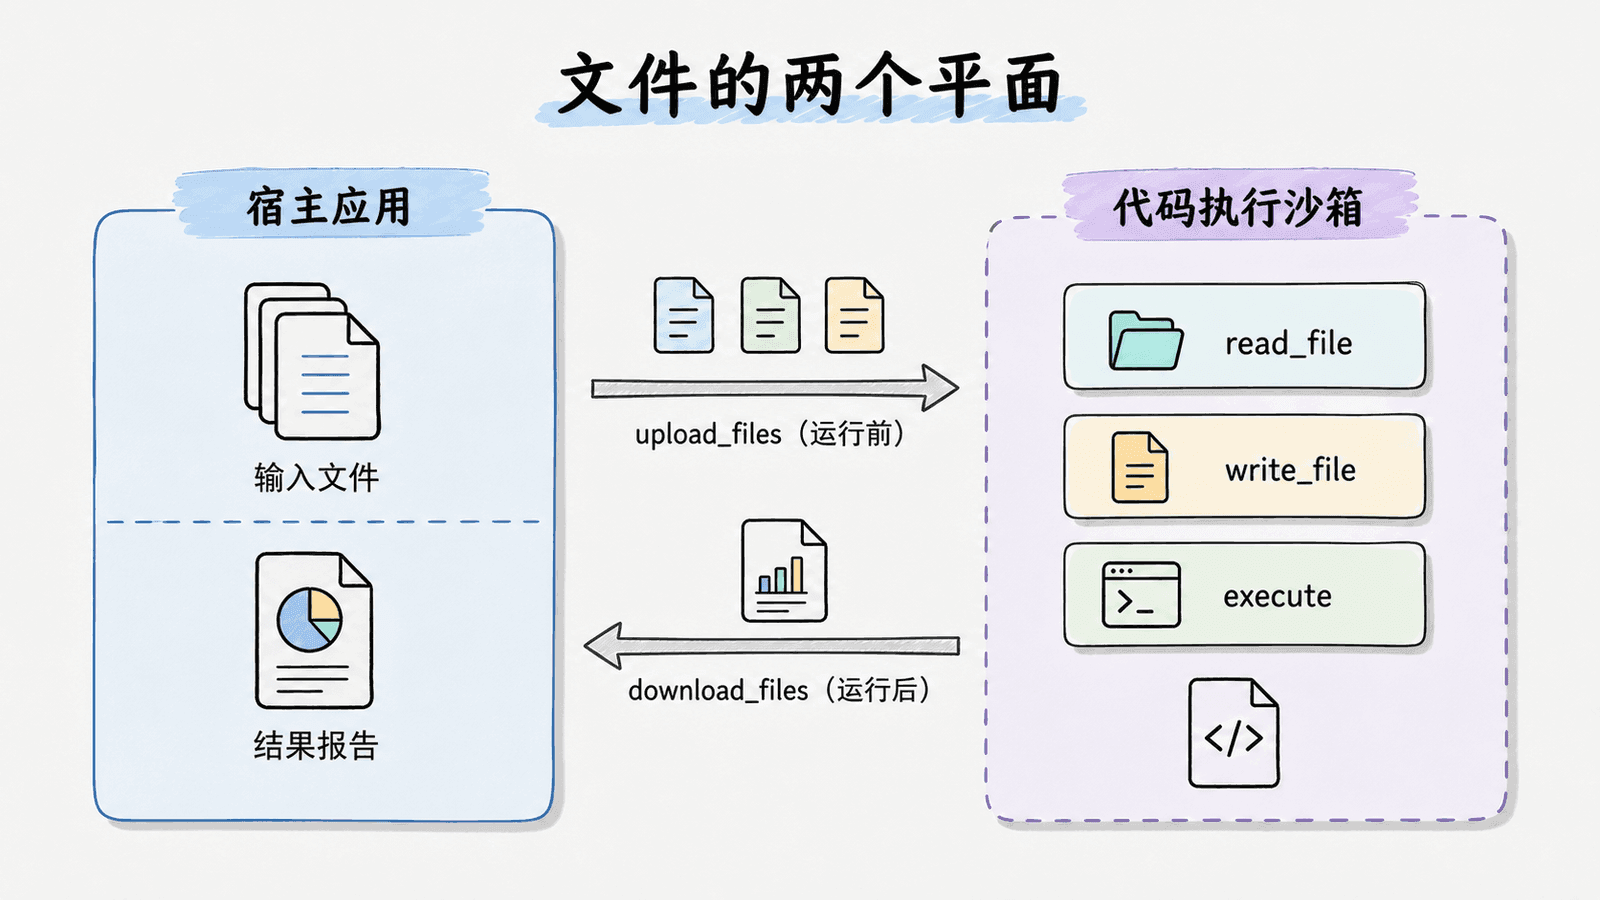 文件的两个平面
宿主应用
输入文件
结果报告
upload_files（运行前）
download_files（运行后）
代码执行沙箱
read_file
write_file
execute
>_
</>